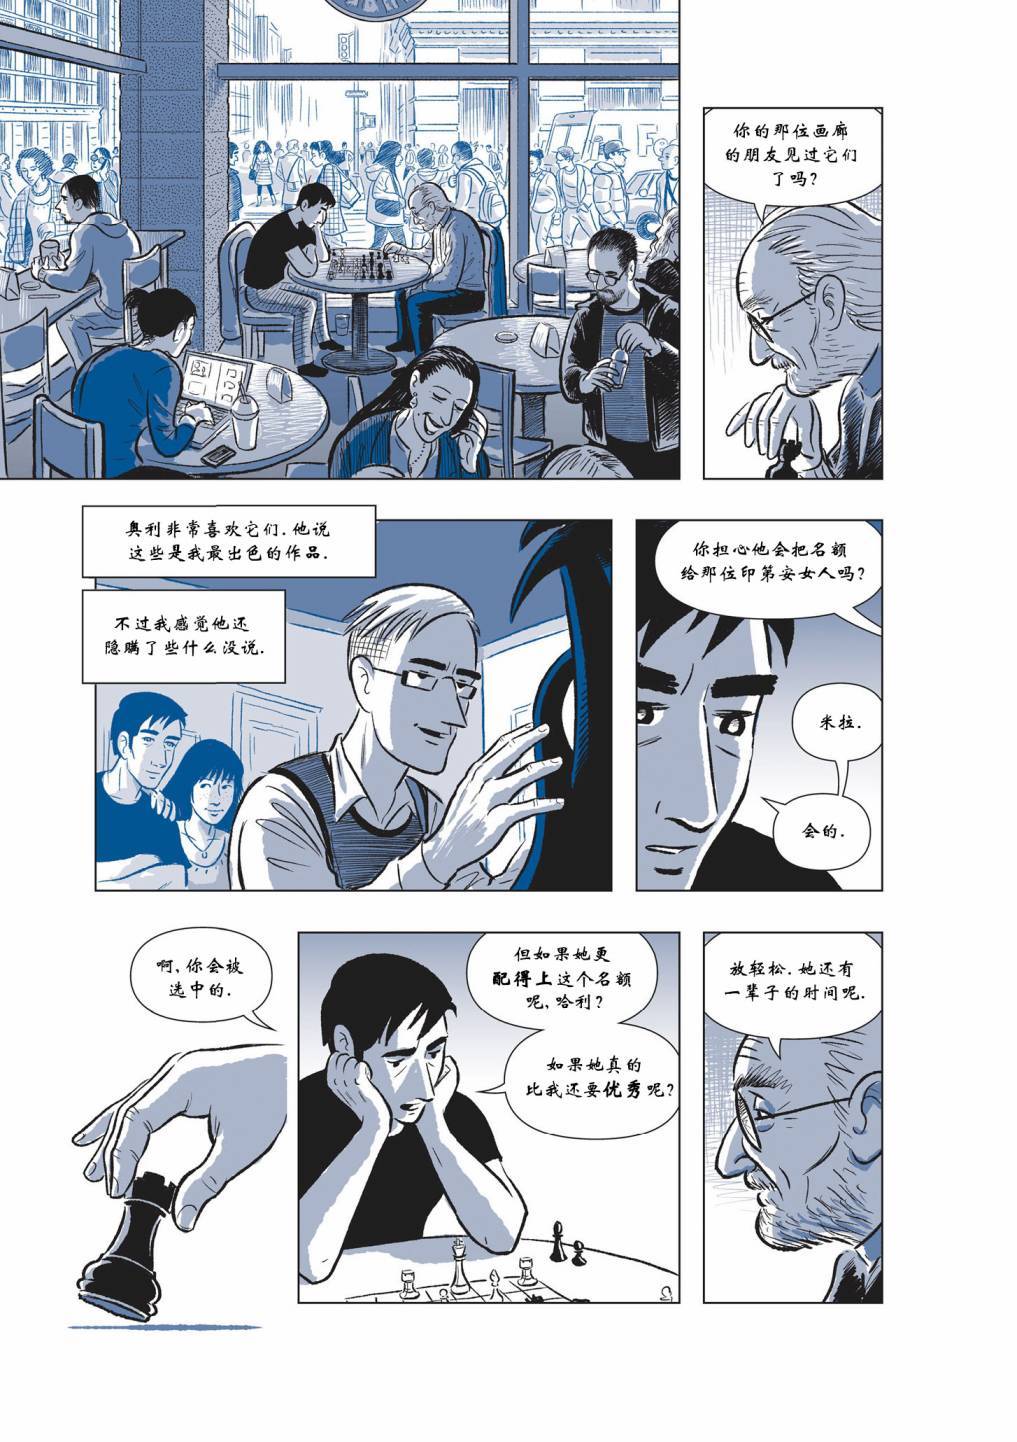 你的那位画廊
的朋友见过它们
了吗?
奥利非常喜欢它们.他说
这些是我最出色的作品.
不过我感觉他还
隐瞒了些什么没说.
你担心他会把名额
给那位印第安女人吗?
米拉.
会的.
啊,你会被
选中的.
但如果她更
配得上这个名额
呢,哈利?
如果她真的
比我还要优秀呢?
放轻松.她还有
一辈子的时间呢.